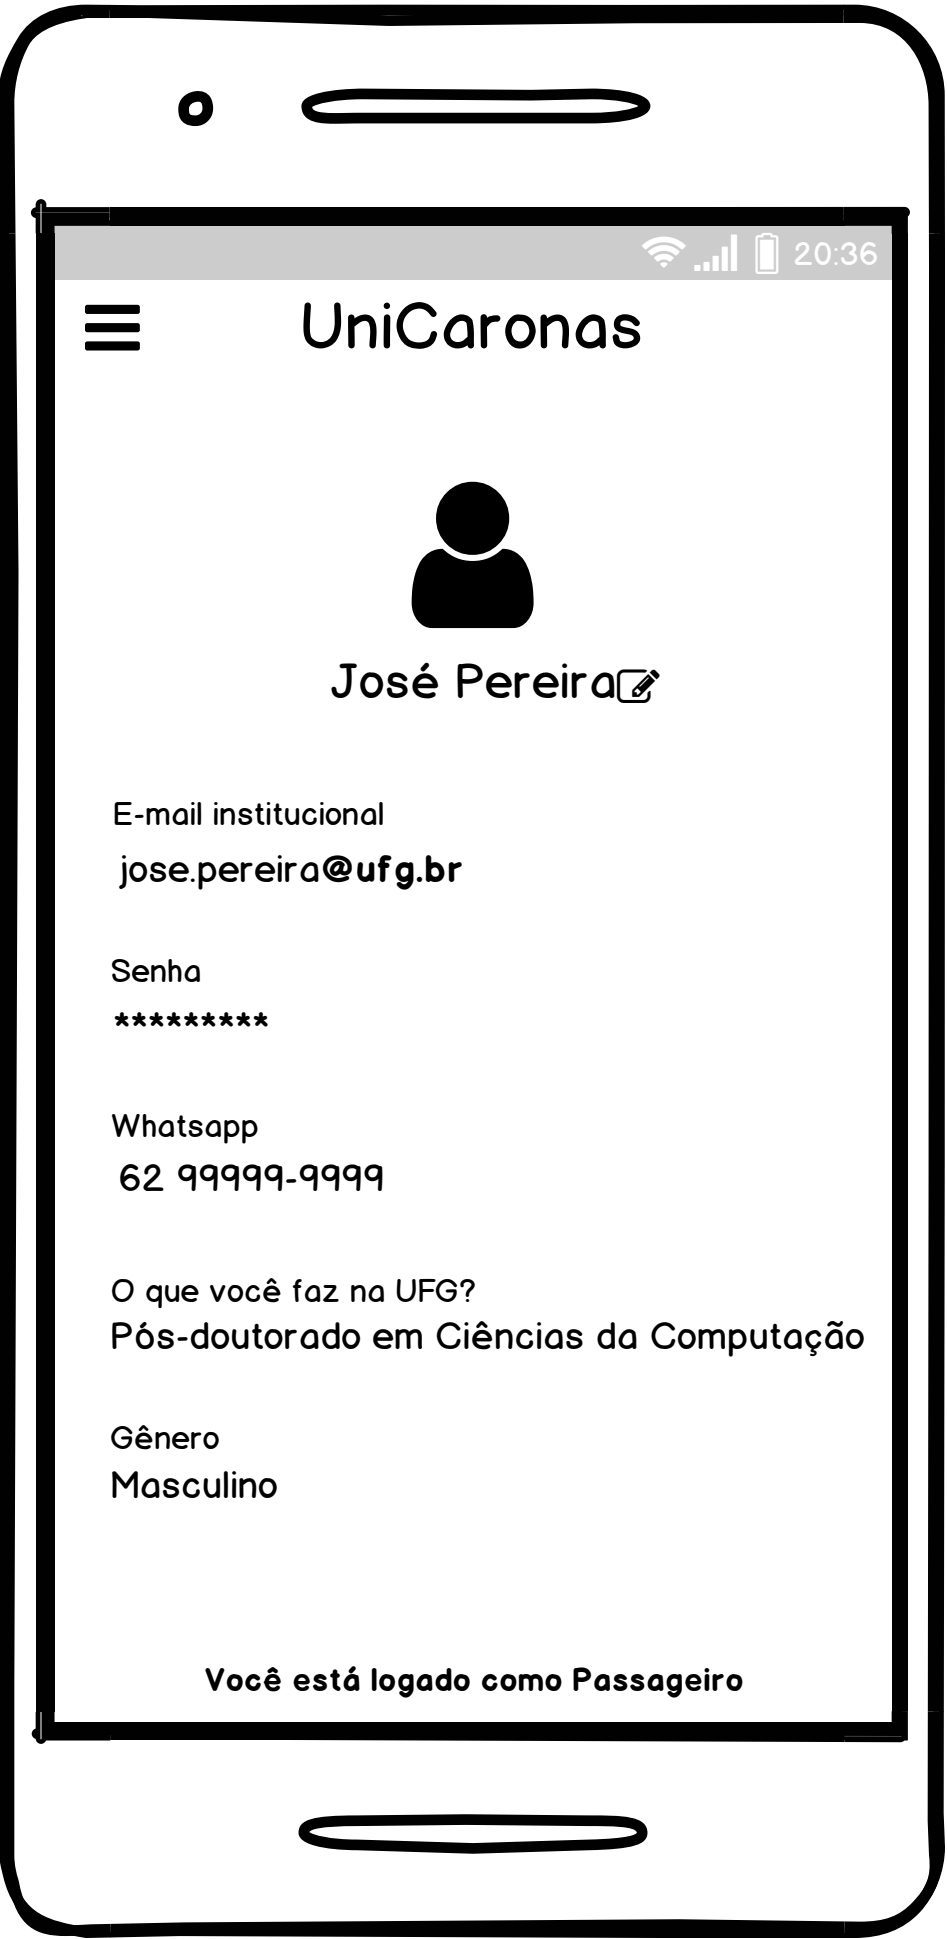 20:36
UniCaronas
José Pereira
E-mail institucional
jose.pereira@ufg.br
Senha
*********
Whatsapp
62 99999-9999
O que você faz na UFG?
Pós-doutorado em Ciências da Computação
Gênero
Masculino
Você está logado como Passageiro